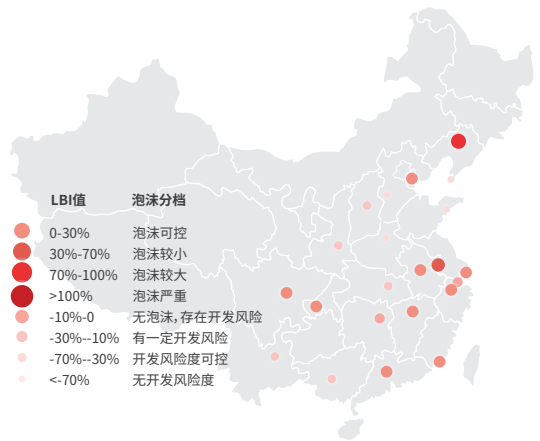 LBI值 泡沫分档
0-30% 泡沫可控
30%-70% 泡沫较小
70%-100% 泡沫较大
>100% 泡沫严重
-10%-0 无泡沫，存在开发风险
-30%--10% 有一定开发风险
-70%--30% 开发风险度可控
<-70% 无开发风险度